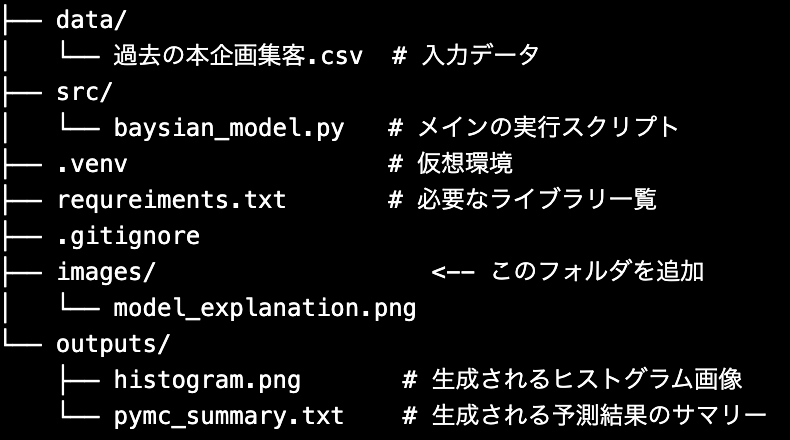 ├── data/
│   └── 過去の本企画集客.csv  # 入力データ
├── src/
│   └── baysian_model.py   # メインの実行スクリプト
├── .venv                  # 仮想環境
├── requreiments.txt       # 必要なライブラリ一覧
├── .gitignore
├── images/                   <-- このフォルダを追加
│   └── model_explanation.png
└── outputs/
    ├── histogram.png       # 生成されるヒストグラム画像
    └── pymc_summary.txt    # 生成される予測結果のサマリー